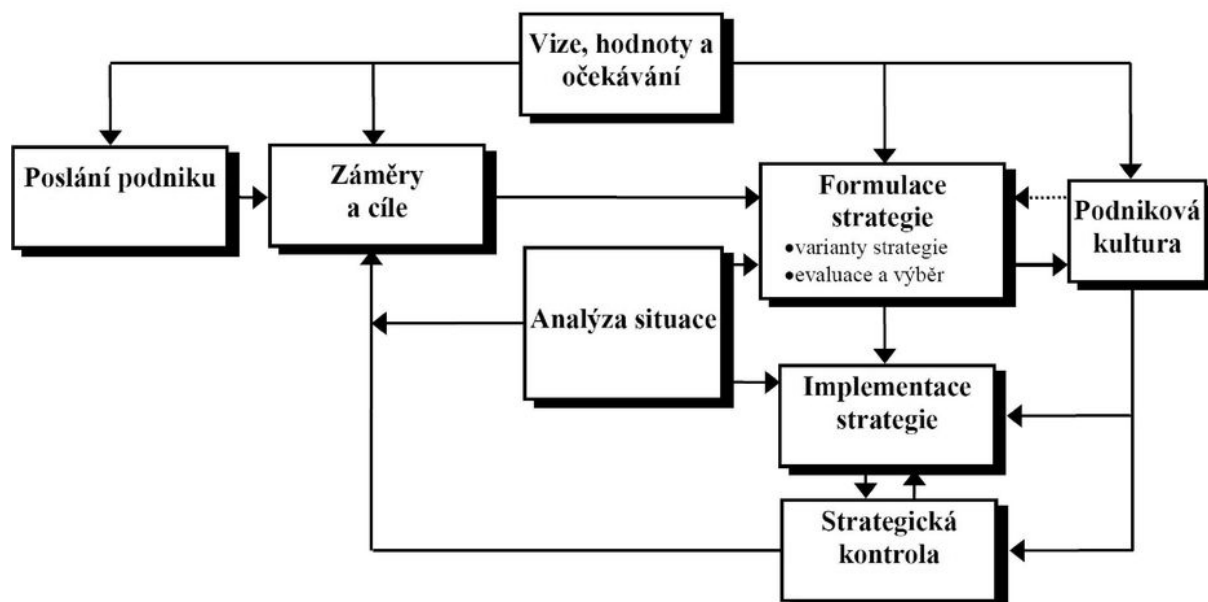 Vize, hodnoty a
očekávání
Poslání podniku
Záměry
a cíle
Formulace
strategie
•varianty strategie
•evaluace a výběr
Podniková
kultura
Analýza situace
Implementace
strategie
Strategická
kontrola